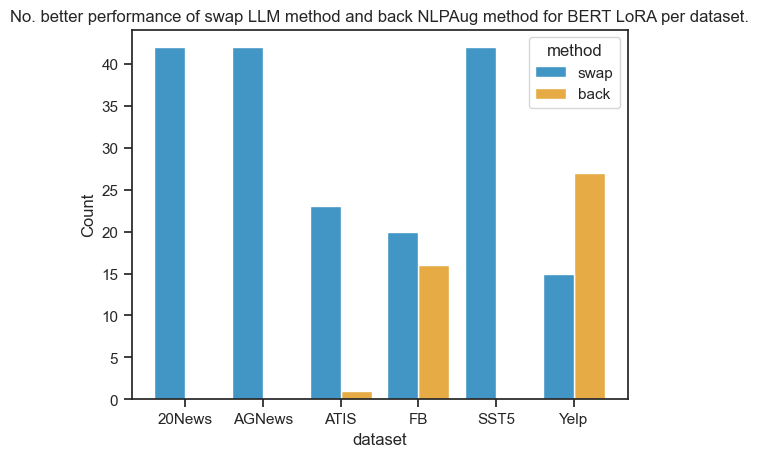 No. better performance of swap LLM method and back NLPAug method for BERT LoRA per dataset.
method
swap
back
40
35
30
25
20
15
10
5
0
Count
20News AGNews ATIS FB SST5 Yelp
dataset